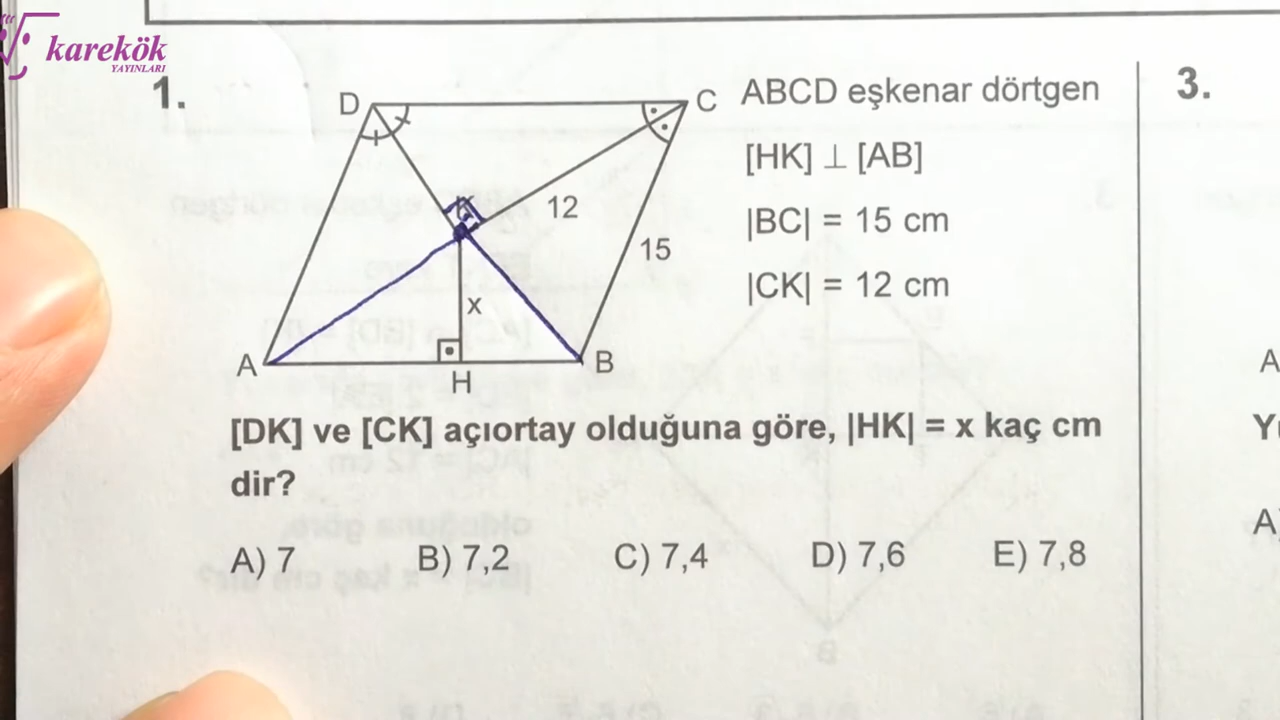 karekök
YAYINLARI
1.
D
C
K
12
15
x
A
H
B
ABCD eşkenar dörtgen
[HK] ⊥ [AB]
|BC| = 15 cm
|CK| = 12 cm
[DK] ve [CK] açıortay olduğuna göre, |HK| = x kaç cm
dir?
A) 7 B) 7,2 C) 7,4 D) 7,6 E) 7,8
3.
A
A)